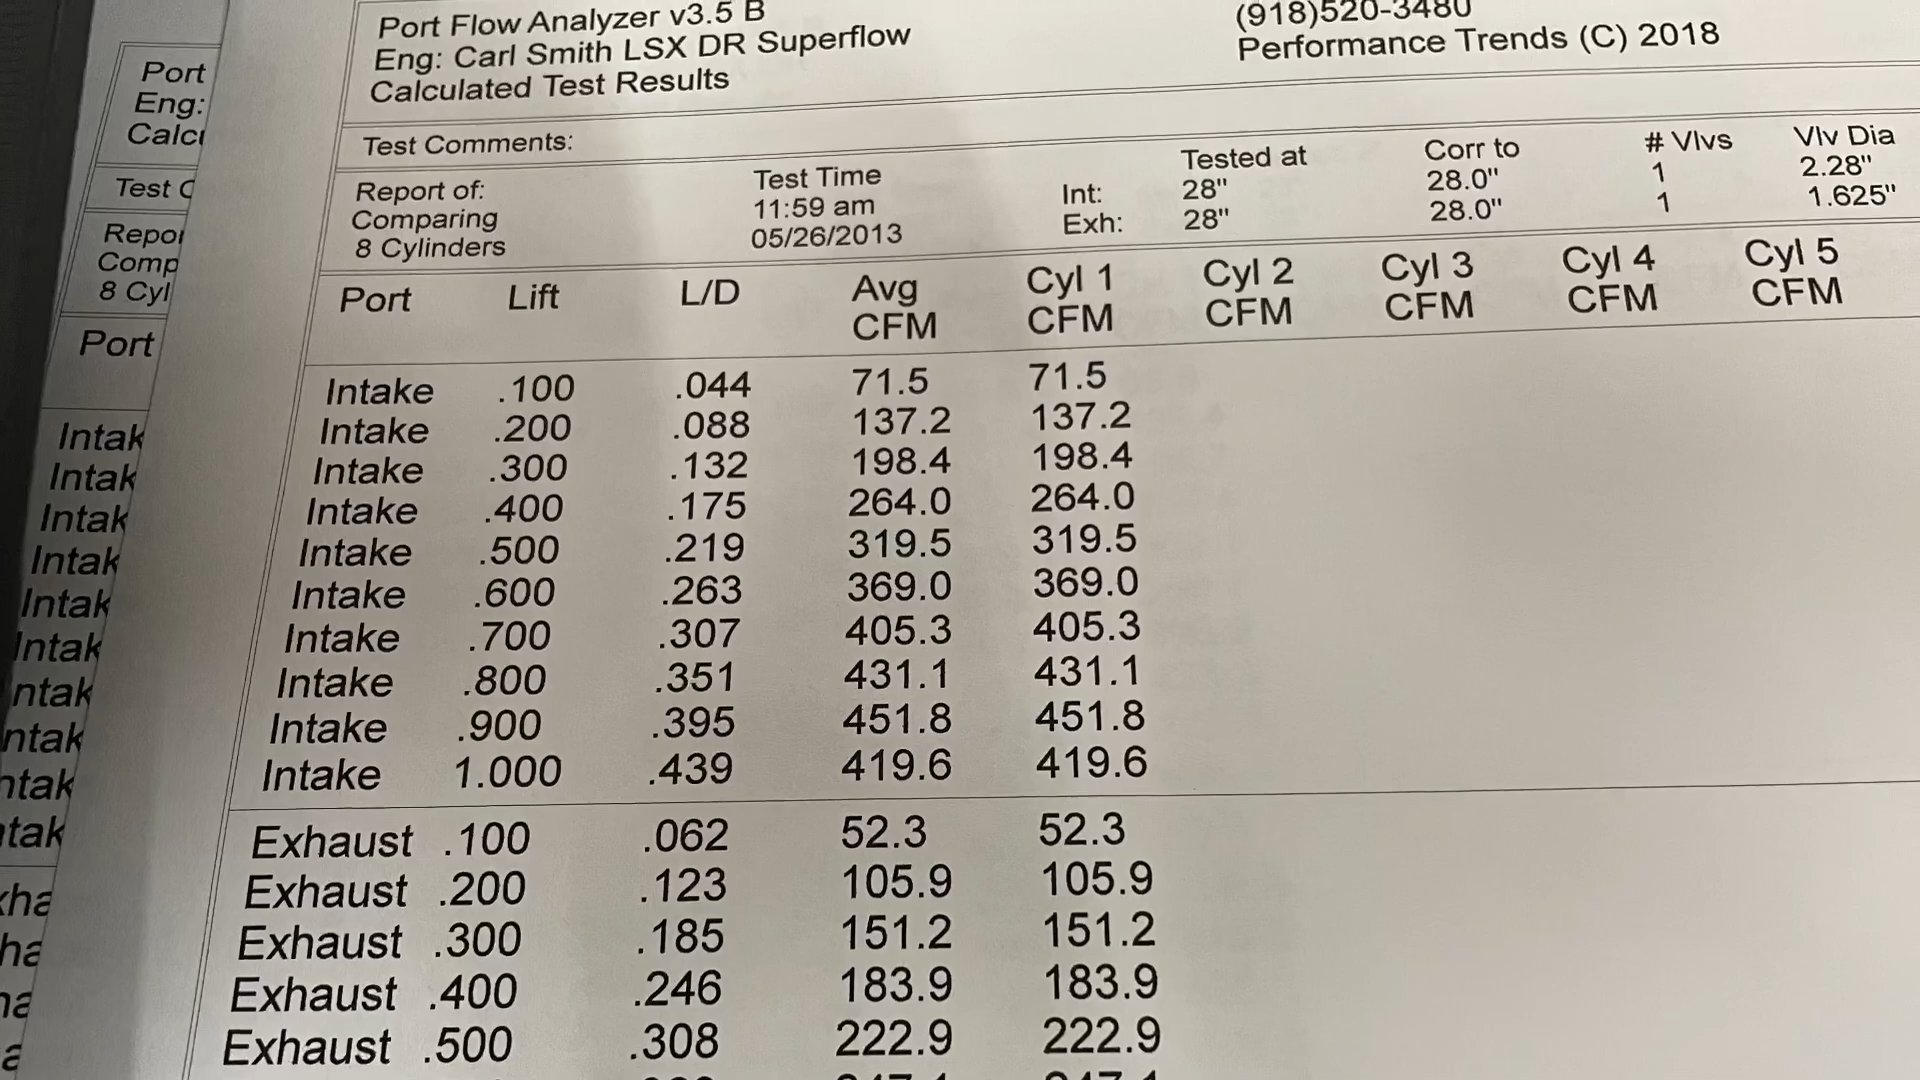 Port Flow Analyzer v3.5 B
(918)520-3480
Eng: Carl Smith LSX DR Superflow
Performance Trends (C) 2018
Calculated Test Results
Test Comments:
Report of:
Comparing
8 Cylinders
Test Time
11:59 am
05/26/2013
Tested at Corr to # Vlvs Vlv Dia
Int: 28" 28.0" 1 2.28"
Exh: 28" 28.0" 1 1.625"
Port Lift L/D Avg CFM Cyl 1 CFM Cyl 2 CFM Cyl 3 CFM Cyl 4 CFM Cyl 5 CFM
Intake .100 .044 71.5 71.5
Intake .200 .088 137.2 137.2
Intake .300 .132 198.4 198.4
Intake .400 .175 264.0 264.0
Intake .500 .219 319.5 319.5
Intake .600 .263 369.0 369.0
Intake .700 .307 405.3 405.3
Intake .800 .351 431.1 431.1
Intake .900 .395 451.8 451.8
Intake 1.000 .439 419.6 419.6
Exhaust .100 .062 52.3 52.3
Exhaust .200 .123 105.9 105.9
Exhaust .300 .185 151.2 151.2
Exhaust .400 .246 183.9 183.9
Exhaust .500 .308 222.9 222.9
Port
Eng:
Test
8 Cyl
Port